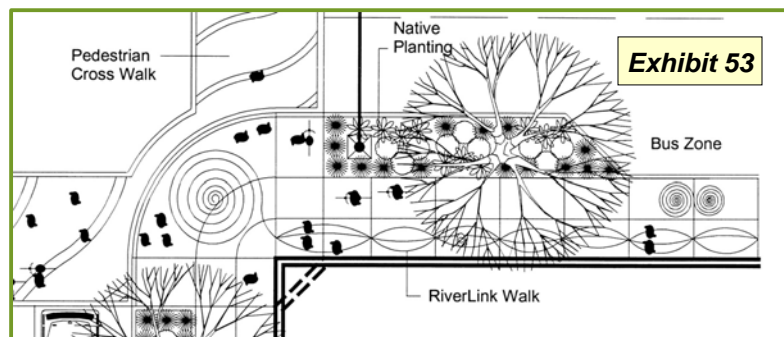 Native
Planting
Pedestrian
Cross Walk
Exhibit 53
Bus Zone
RiverLink Walk